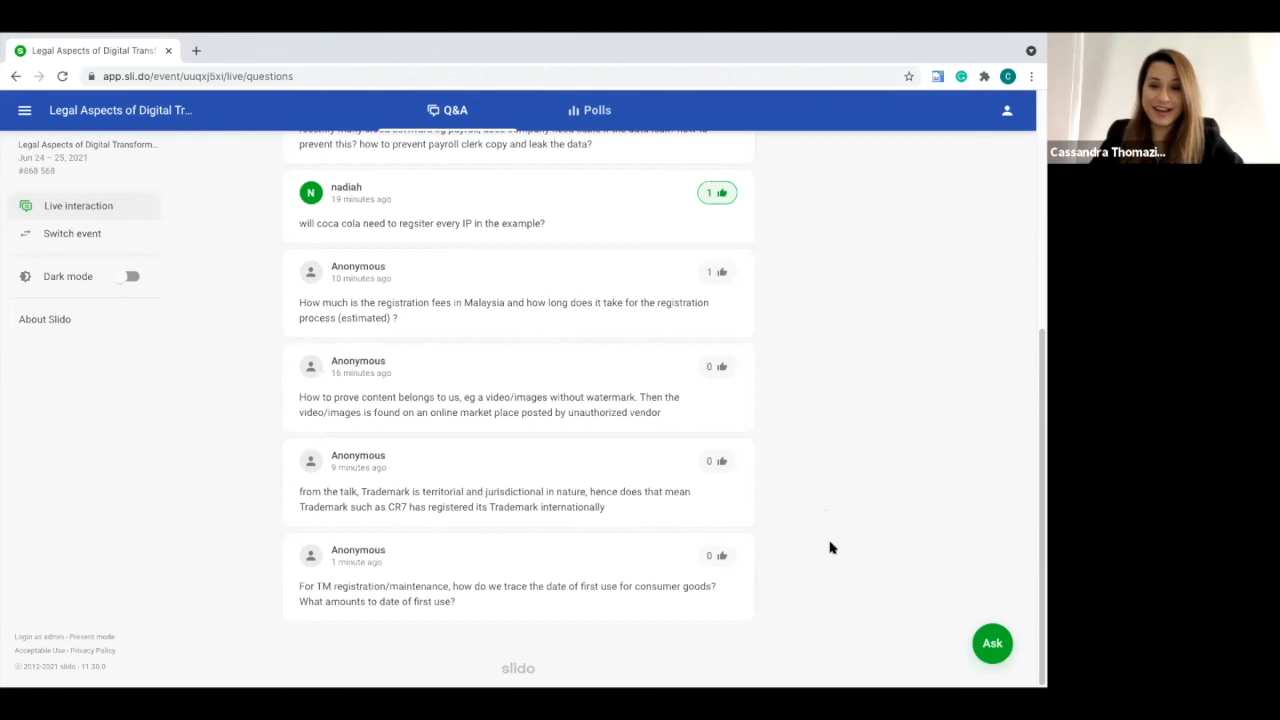 Legal Aspects of Digital Trans
app.sli.do/event/uuqxj5xi/live/questions
C
Legal Aspects of Digital Tr...
Q&A
Polls
Legal Aspects of Digital Transform...
Jun 24 – 25, 2021
#868 568
Live interaction
Switch event
Dark mode
About Slido
prevent this? how to prevent payroll clerk copy and leak the data?
N
nadiah
19 minutes ago
1
will coca cola need to regsiter every IP in the example?
Anonymous
10 minutes ago
1
How much is the registration fees in Malaysia and how long does it take for the registration
process (estimated) ?
Anonymous
16 minutes ago
0
How to prove content belongs to us, eg a video/images without watermark. Then the
video/images is found on an online market place posted by unauthorized vendor
Anonymous
9 minutes ago
0
from the talk, Trademark is territorial and jurisdictional in nature, hence does that mean
Trademark such as CR7 has registered its Trademark internationally
Anonymous
1 minute ago
0
For TM registration/maintenance, how do we trace the date of first use for consumer goods?
What amounts to date of first use?
Login as admin - Present mode
Acceptable Use - Privacy Policy
© 2012-2021 slido - 11.30.0
slido
Ask
Cassandra Thomazi...